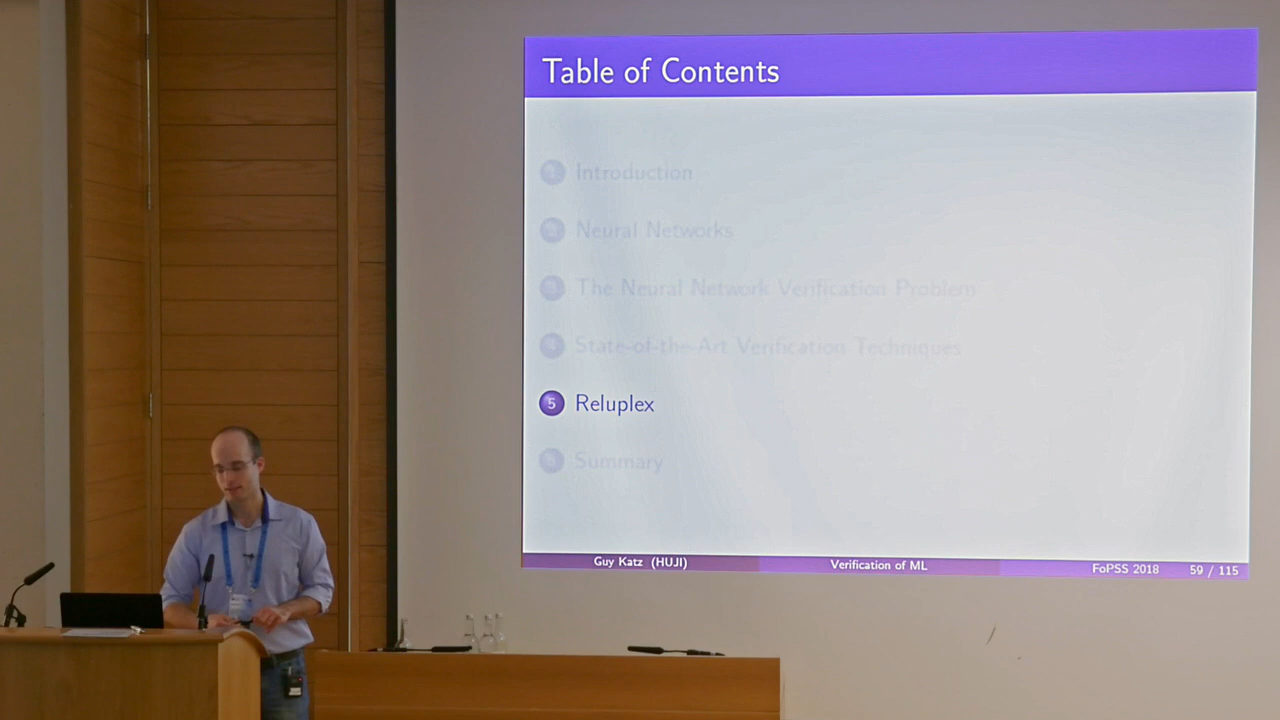 Table of Contents
1 Introduction
2 Neural Networks
3 The Neural Network Verification Problem
4 State-of-the-Art Verification Techniques
5 Reluplex
6 Summary
Guy Katz (HUJI) Verification of ML FoPSS 2018 59 / 115